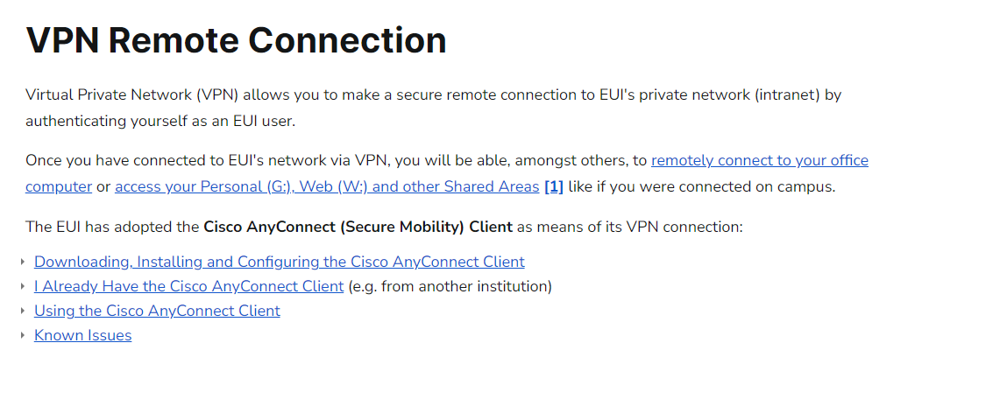 VPN Remote Connection
Virtual Private Network (VPN) allows you to make a secure remote connection to EUI's private network (intranet) by
authenticating yourself as an EUI user.
Once you have connected to EUI's network via VPN, you will be able, amongst others, to remotely connect to your office
computer or access your Personal (G:), Web (W:) and other Shared Areas [1] like if you were connected on campus.
The EUI has adopted the Cisco AnyConnect (Secure Mobility) Client as means of its VPN connection:
Downloading, Installing and Configuring the Cisco AnyConnect Client
I Already Have the Cisco AnyConnect Client (e.g. from another institution)
Using the Cisco AnyConnect Client
Known Issues